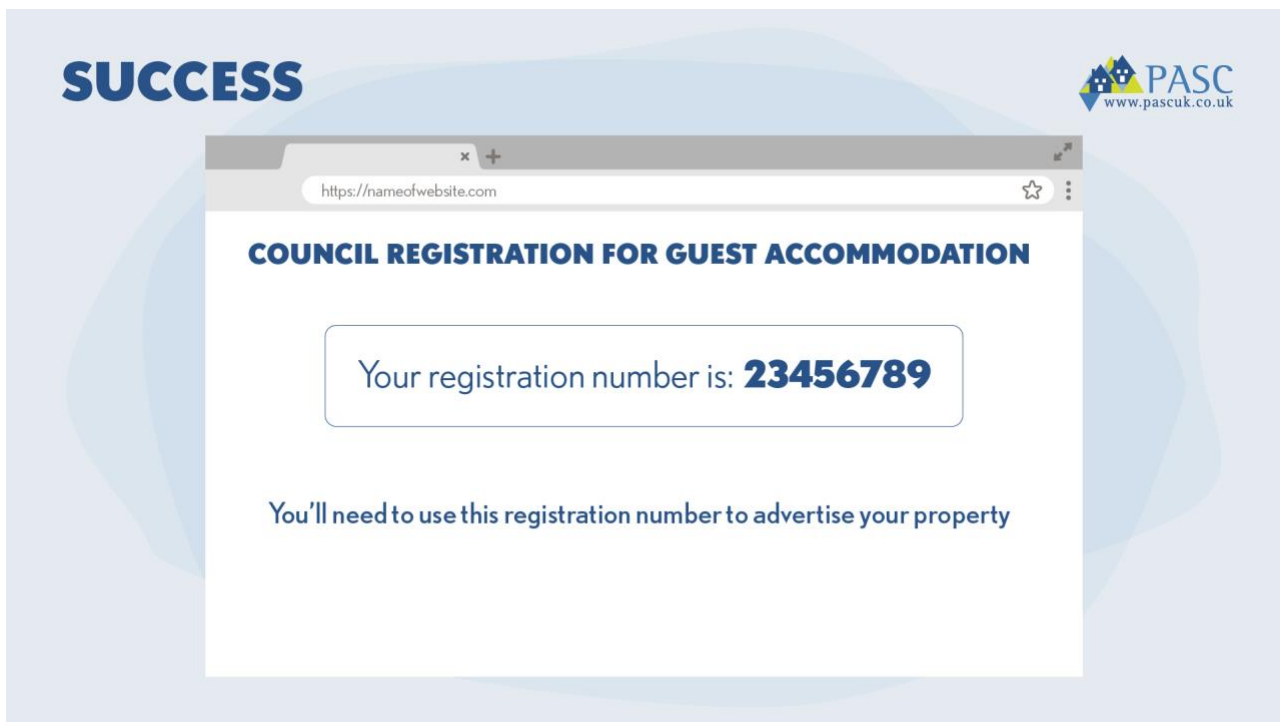 SUCCESS
PASC
www.pascuk.co.uk
https://nameofwebsite.com
COUNCIL REGISTRATION FOR GUEST ACCOMMODATION
Your registration number is: 23456789
You'll need to use this registration number to advertise your property